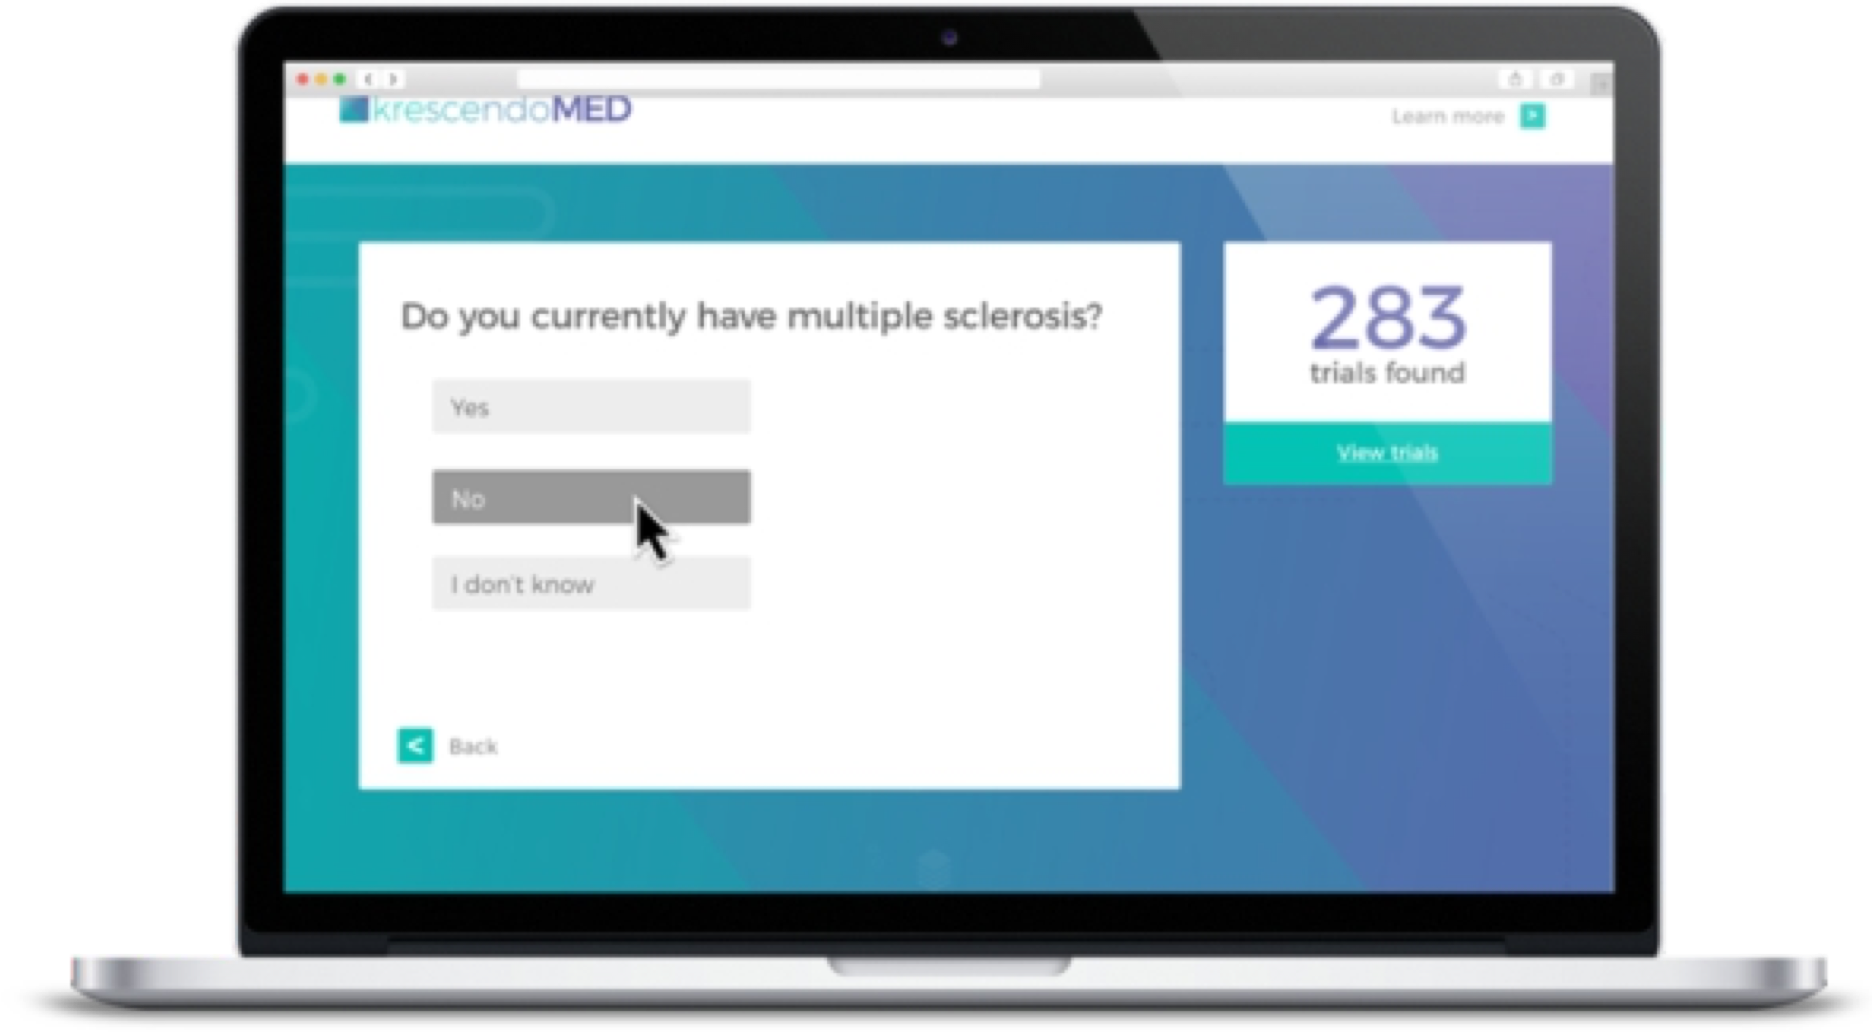 krescendoMED
Learn more >
Do you currently have multiple sclerosis?
Yes
No
I don't know
< Back
283
trials found
View trials